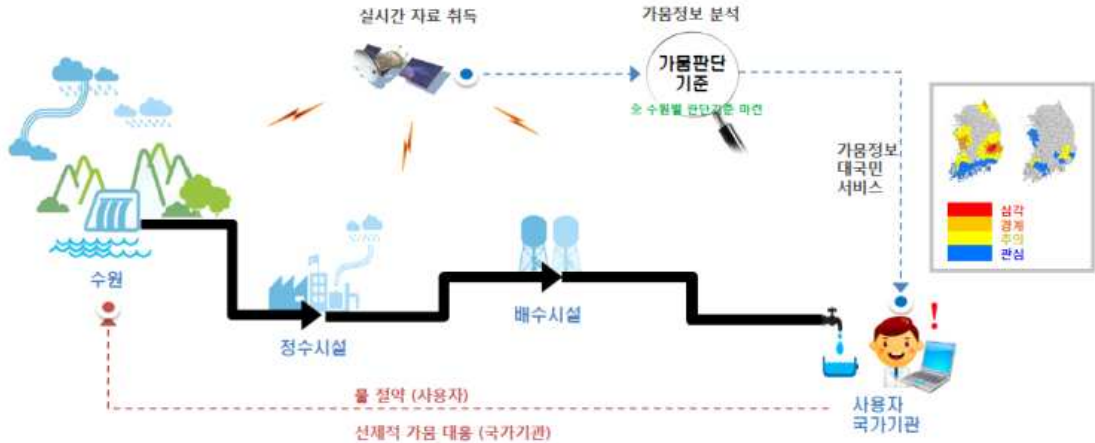 실시간 자료 취득
가뭄정보 분석
가뭄판단
기준
全 수원별 판단기준 마련
가뭄정보
대국민
서비스
심각
경계
주의
관심
수원
정수시설
배수시설
!
사용자
국가기관
물 절약 (사용자)
선제적 가뭄 대응 (국가기관)